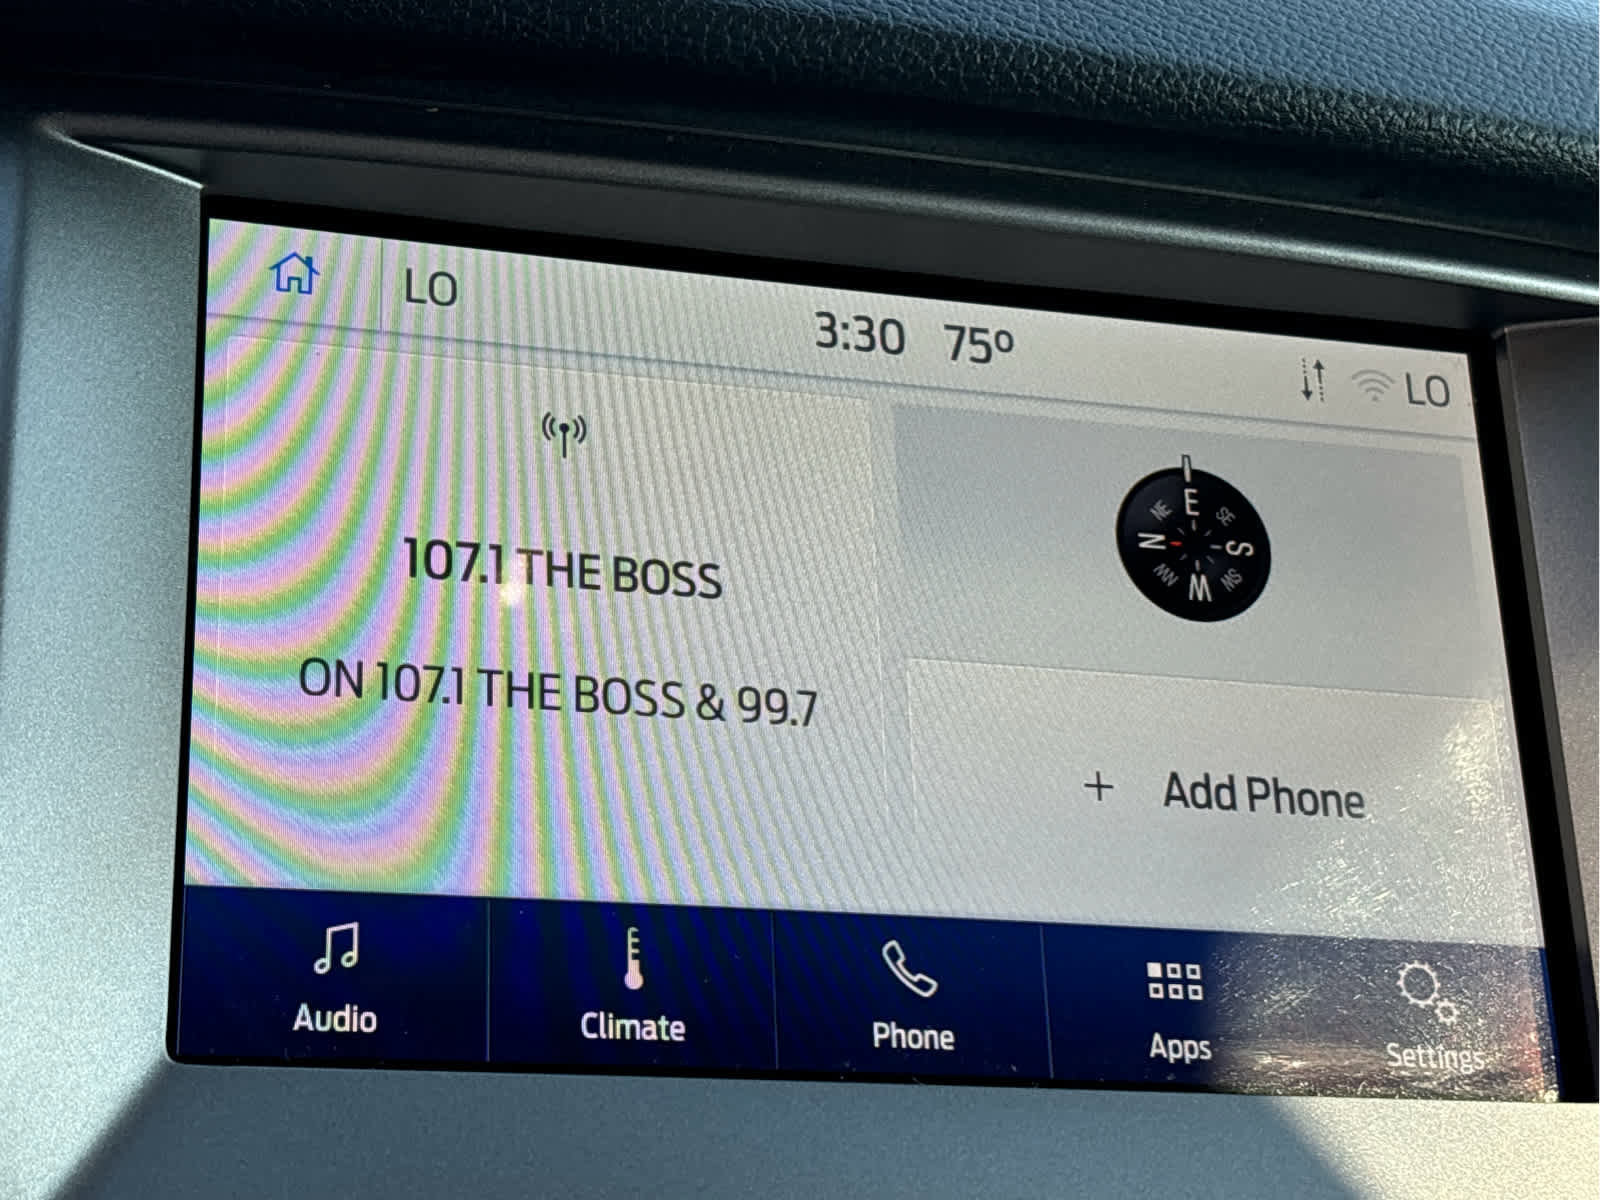 LO
3:30 75º
LO
107.1 THE BOSS
ON 107.1 THE BOSS & 99.7
E
NE SE
N S
NW SW
W
+ Add Phone
Audio
Climate
Phone
Apps
Settings